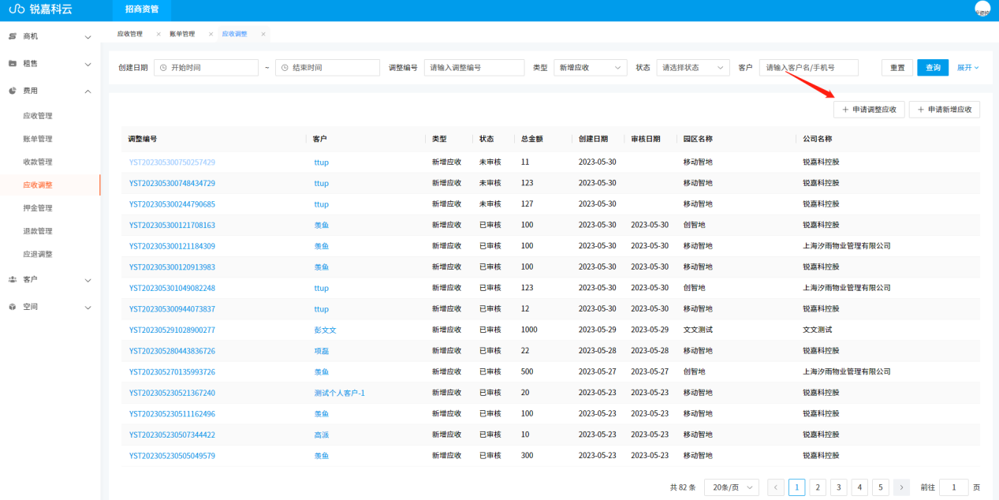 锐嘉科云 招商资管
商机
租售
费用
应收管理
账单管理
收款管理
应收调整
押金管理
退款管理
应退调整
客户
空间
应收管理 × 账单管理 × 应收调整 ×
创建日期 开始时间 ~ 结束时间 调整编号 请输入调整编号 类型 新增应收 状态 请选择状态 客户 请输入客户名/手机号 重置 查询 展开
+ 申请调整应收 + 申请新增应收
调整编号 客户 类型 状态 总金额 创建日期 审核日期 园区名称 公司名称
YST202305300750257429 ttup 新增应收 未审核 11 2023-05-30 移动智地 锐嘉科控股
YST202305300748434729 ttup 新增应收 未审核 123 2023-05-30 移动智地 锐嘉科控股
YST202305300244790685 ttup 新增应收 未审核 127 2023-05-30 移动智地 锐嘉科控股
YST202305300121708163 羡鱼 新增应收 已审核 100 2023-05-30 2023-05-30 创智地 锐嘉科控股
YST202305300121184309 羡鱼 新增应收 已审核 100 2023-05-30 2023-05-30 移动智地 上海汐雨物业管理有限公司
YST202305300120913983 羡鱼 新增应收 已审核 100 2023-05-30 2023-05-30 移动智地 锐嘉科控股
YST202305301049082248 ttup 新增应收 已审核 123 2023-05-30 2023-05-30 创智地 上海汐雨物业管理有限公司
YST202305300944073837 ttup 新增应收 已审核 12 2023-05-30 2023-05-30 移动智地 锐嘉科控股
YST202305291028900277 彭文文 新增应收 已审核 1000 2023-05-29 2023-05-29 文文测试 文文测试
YST202305280443836726 项磊 新增应收 已审核 22 2023-05-28 2023-05-28 移动智地 锐嘉科控股
YST202305270135993726 羡鱼 新增应收 已审核 500 2023-05-27 2023-05-27 创智地 上海汐雨物业管理有限公司
YST202305230521367240 测试个人客户-1 新增应收 已审核 20 2023-05-23 2023-05-23 移动智地 锐嘉科控股
YST202305230511162496 羡鱼 新增应收 已审核 100 2023-05-23 2023-05-23 移动智地 锐嘉科控股
YST202305230507344422 高派 新增应收 已审核 10 2023-05-23 2023-05-23 移动智地 锐嘉科控股
YST202305230505049579 羡鱼 新增应收 已审核 300 2023-05-23 2023-05-23 移动智地 锐嘉科控股
共 82 条 20条/页 < 1 2 3 4 5 > 前往 1 页